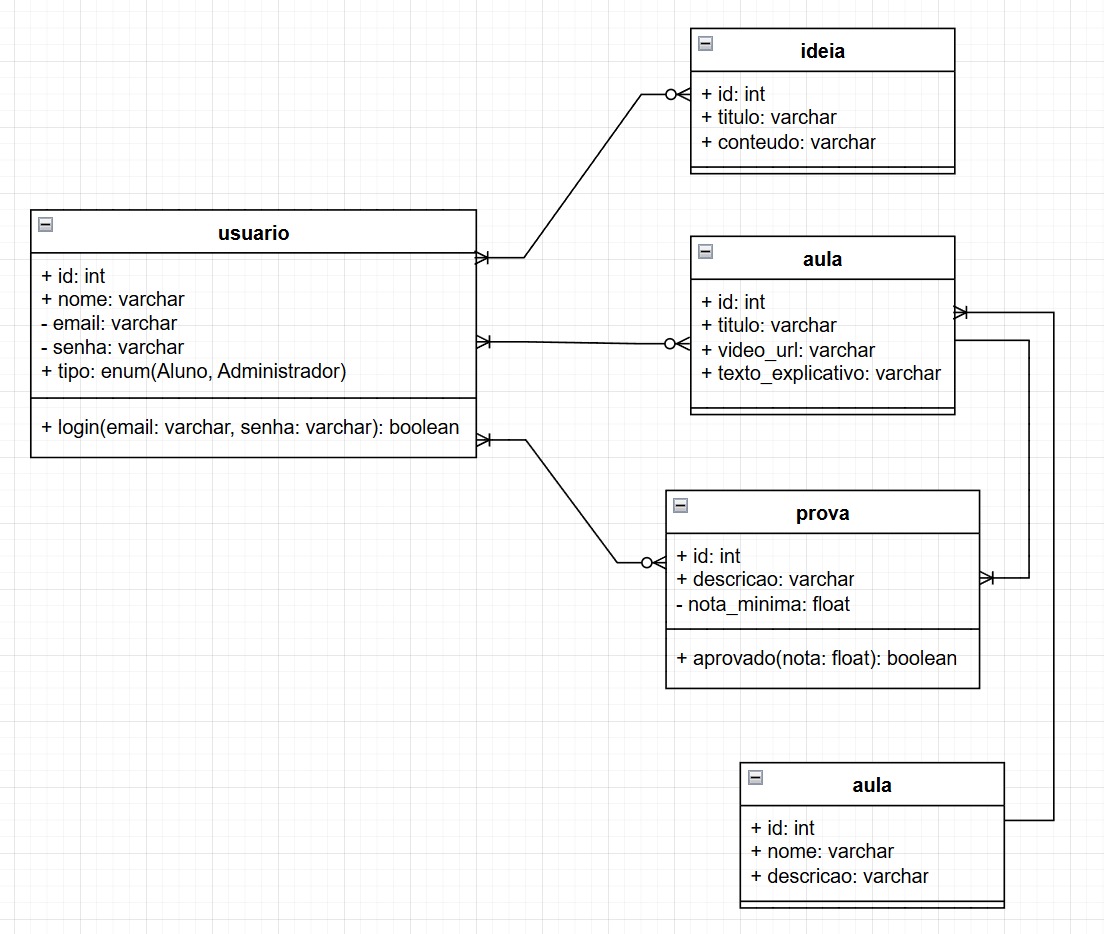 ideia
+ id: int
+ titulo: varchar
+ conteudo: varchar
usuario
+ id: int
+ nome: varchar
- email: varchar
- senha: varchar
+ tipo: enum(Aluno, Administrador)
+ login(email: varchar, senha: varchar): boolean
aula
+ id: int
+ titulo: varchar
+ video_url: varchar
+ texto_explicativo: varchar
prova
+ id: int
+ descricao: varchar
- nota_minima: float
+ aprovado(nota: float): boolean
aula
+ id: int
+ nome: varchar
+ descricao: varchar